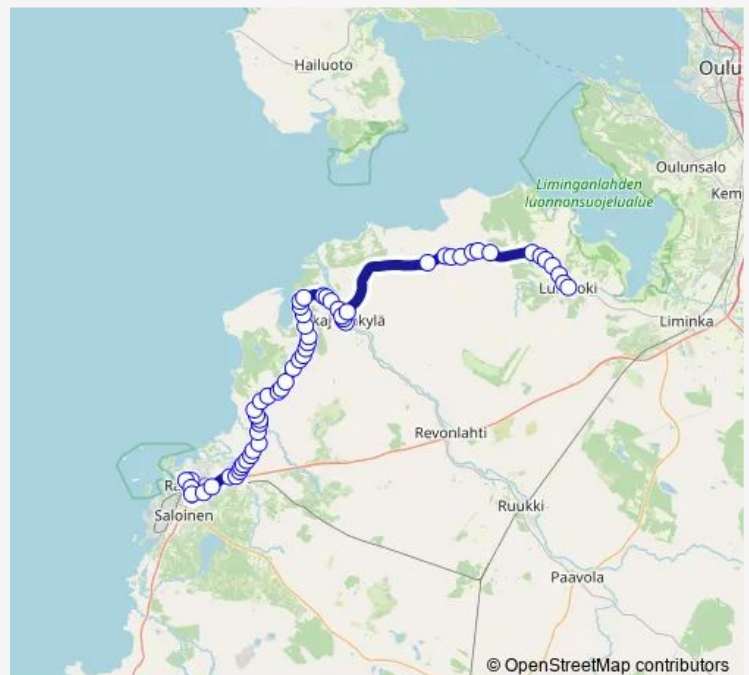 Hailuoto
Oulu
Oulunsalo
Liminganlahden
luonnonsuojelualue
Kem
Liminka
Revonlahti
Ruukki
Saloinen
Paavola
© OpenStreetMap contributors